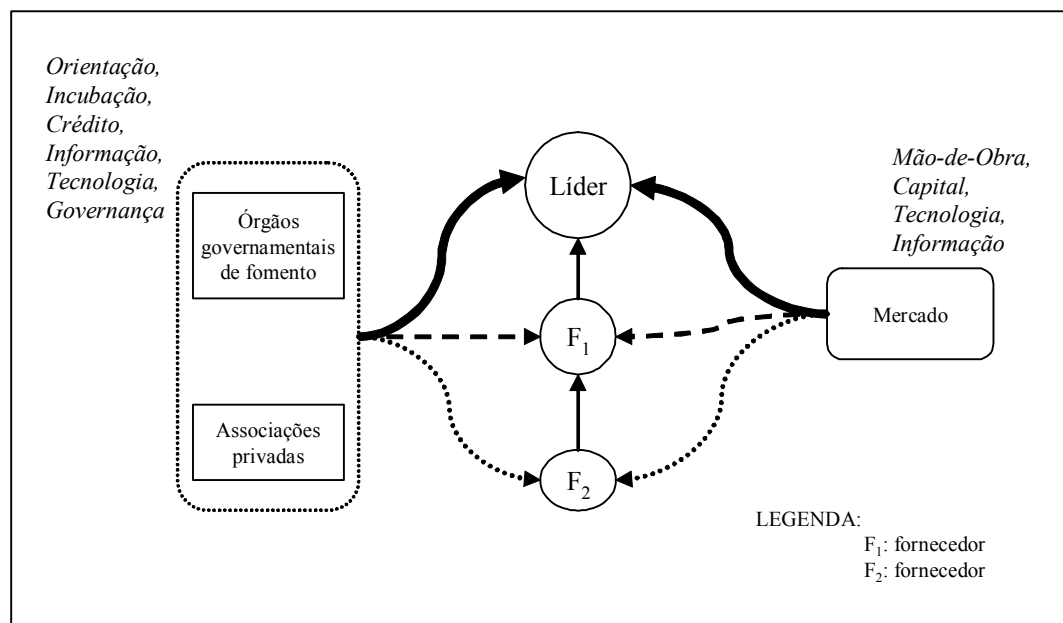 Orientação,
Incubação,
Crédito,
Informação,
Tecnologia,
Governança
Órgãos
governamentais
de fomento
Associações
privadas
Líder
F1
F2
Mão-de-Obra,
Capital,
Tecnologia,
Informação
Mercado
LEGENDA:
F1: fornecedor
F2: fornecedor